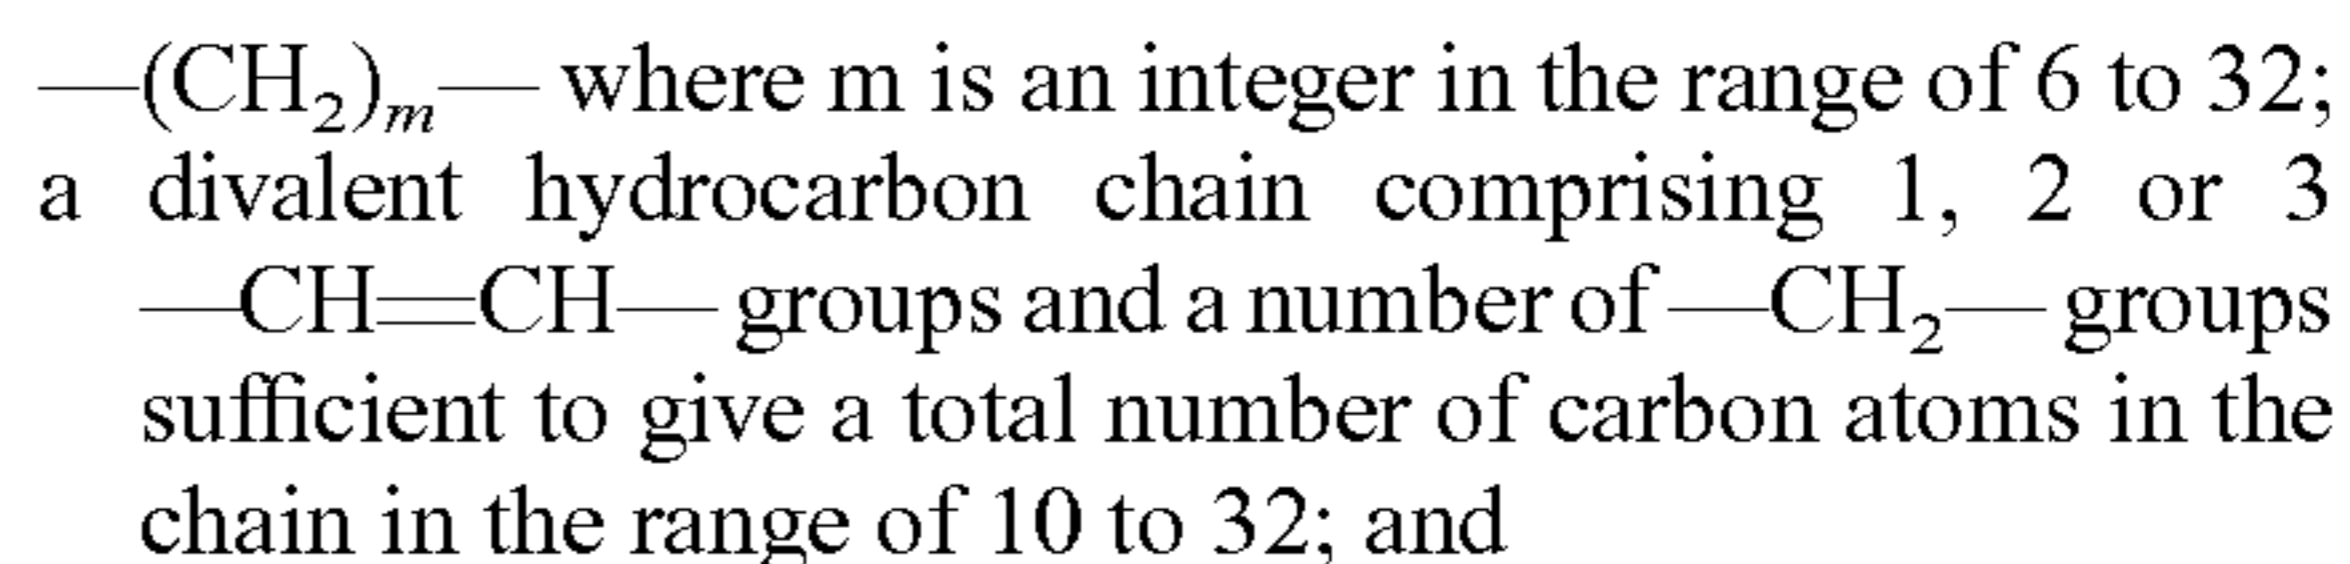 —(CH₂)ₘ— where m is an integer in the range of 6 to 32;
a divalent hydrocarbon chain comprising 1, 2 or 3
—CH=CH— groups and a number of —CH₂— groups
sufficient to give a total number of carbon atoms in the
chain in the range of 10 to 32; and